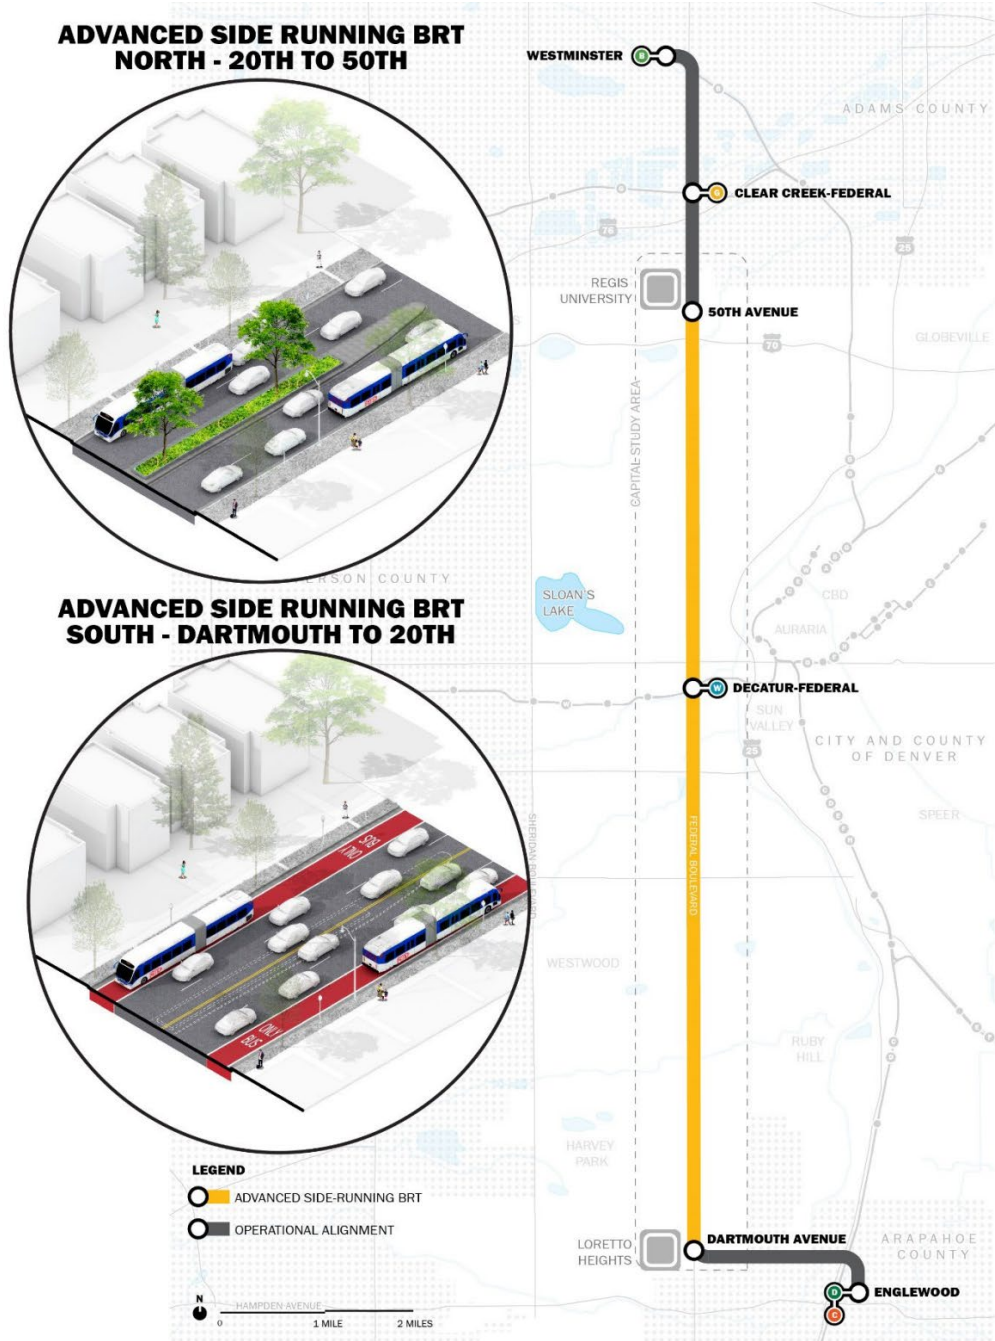 ADVANCED SIDE RUNNING BRT
NORTH - 20TH TO 50TH
WESTMINSTER
B
ADAMS COUNTY
G
CLEAR CREEK-FEDERAL
76
25
REGIS
UNIVERSITY
50TH AVENUE
70
GLOBEVILLE
CAPITAL STUDY AREA
ERSON COUNTY
ADVANCED SIDE RUNNING BRT
SOUTH - DARTMOUTH TO 20TH
SLOAN'S
LAKE
CBD
AURARIA
W
DECATUR-FEDERAL
SUN
VALLEY
25
CITY AND COUNTY
OF DENVER
SPEER
SHERIDAN BOULEVARD
FEDERAL BOULEVARD
BUS
ONLY
WESTWOOD
ONLY
BUS
RUBY
HILL
HARVEY
PARK
LEGEND
ADVANCED SIDE-RUNNING BRT
OPERATIONAL ALIGNMENT
LORETTO
HEIGHTS
DARTMOUTH AVENUE
ARAPAHOE
COUNTY
D
ENGLEWOOD
C
N
HAMPDEN AVENUE
0
1 MILE
2 MILES